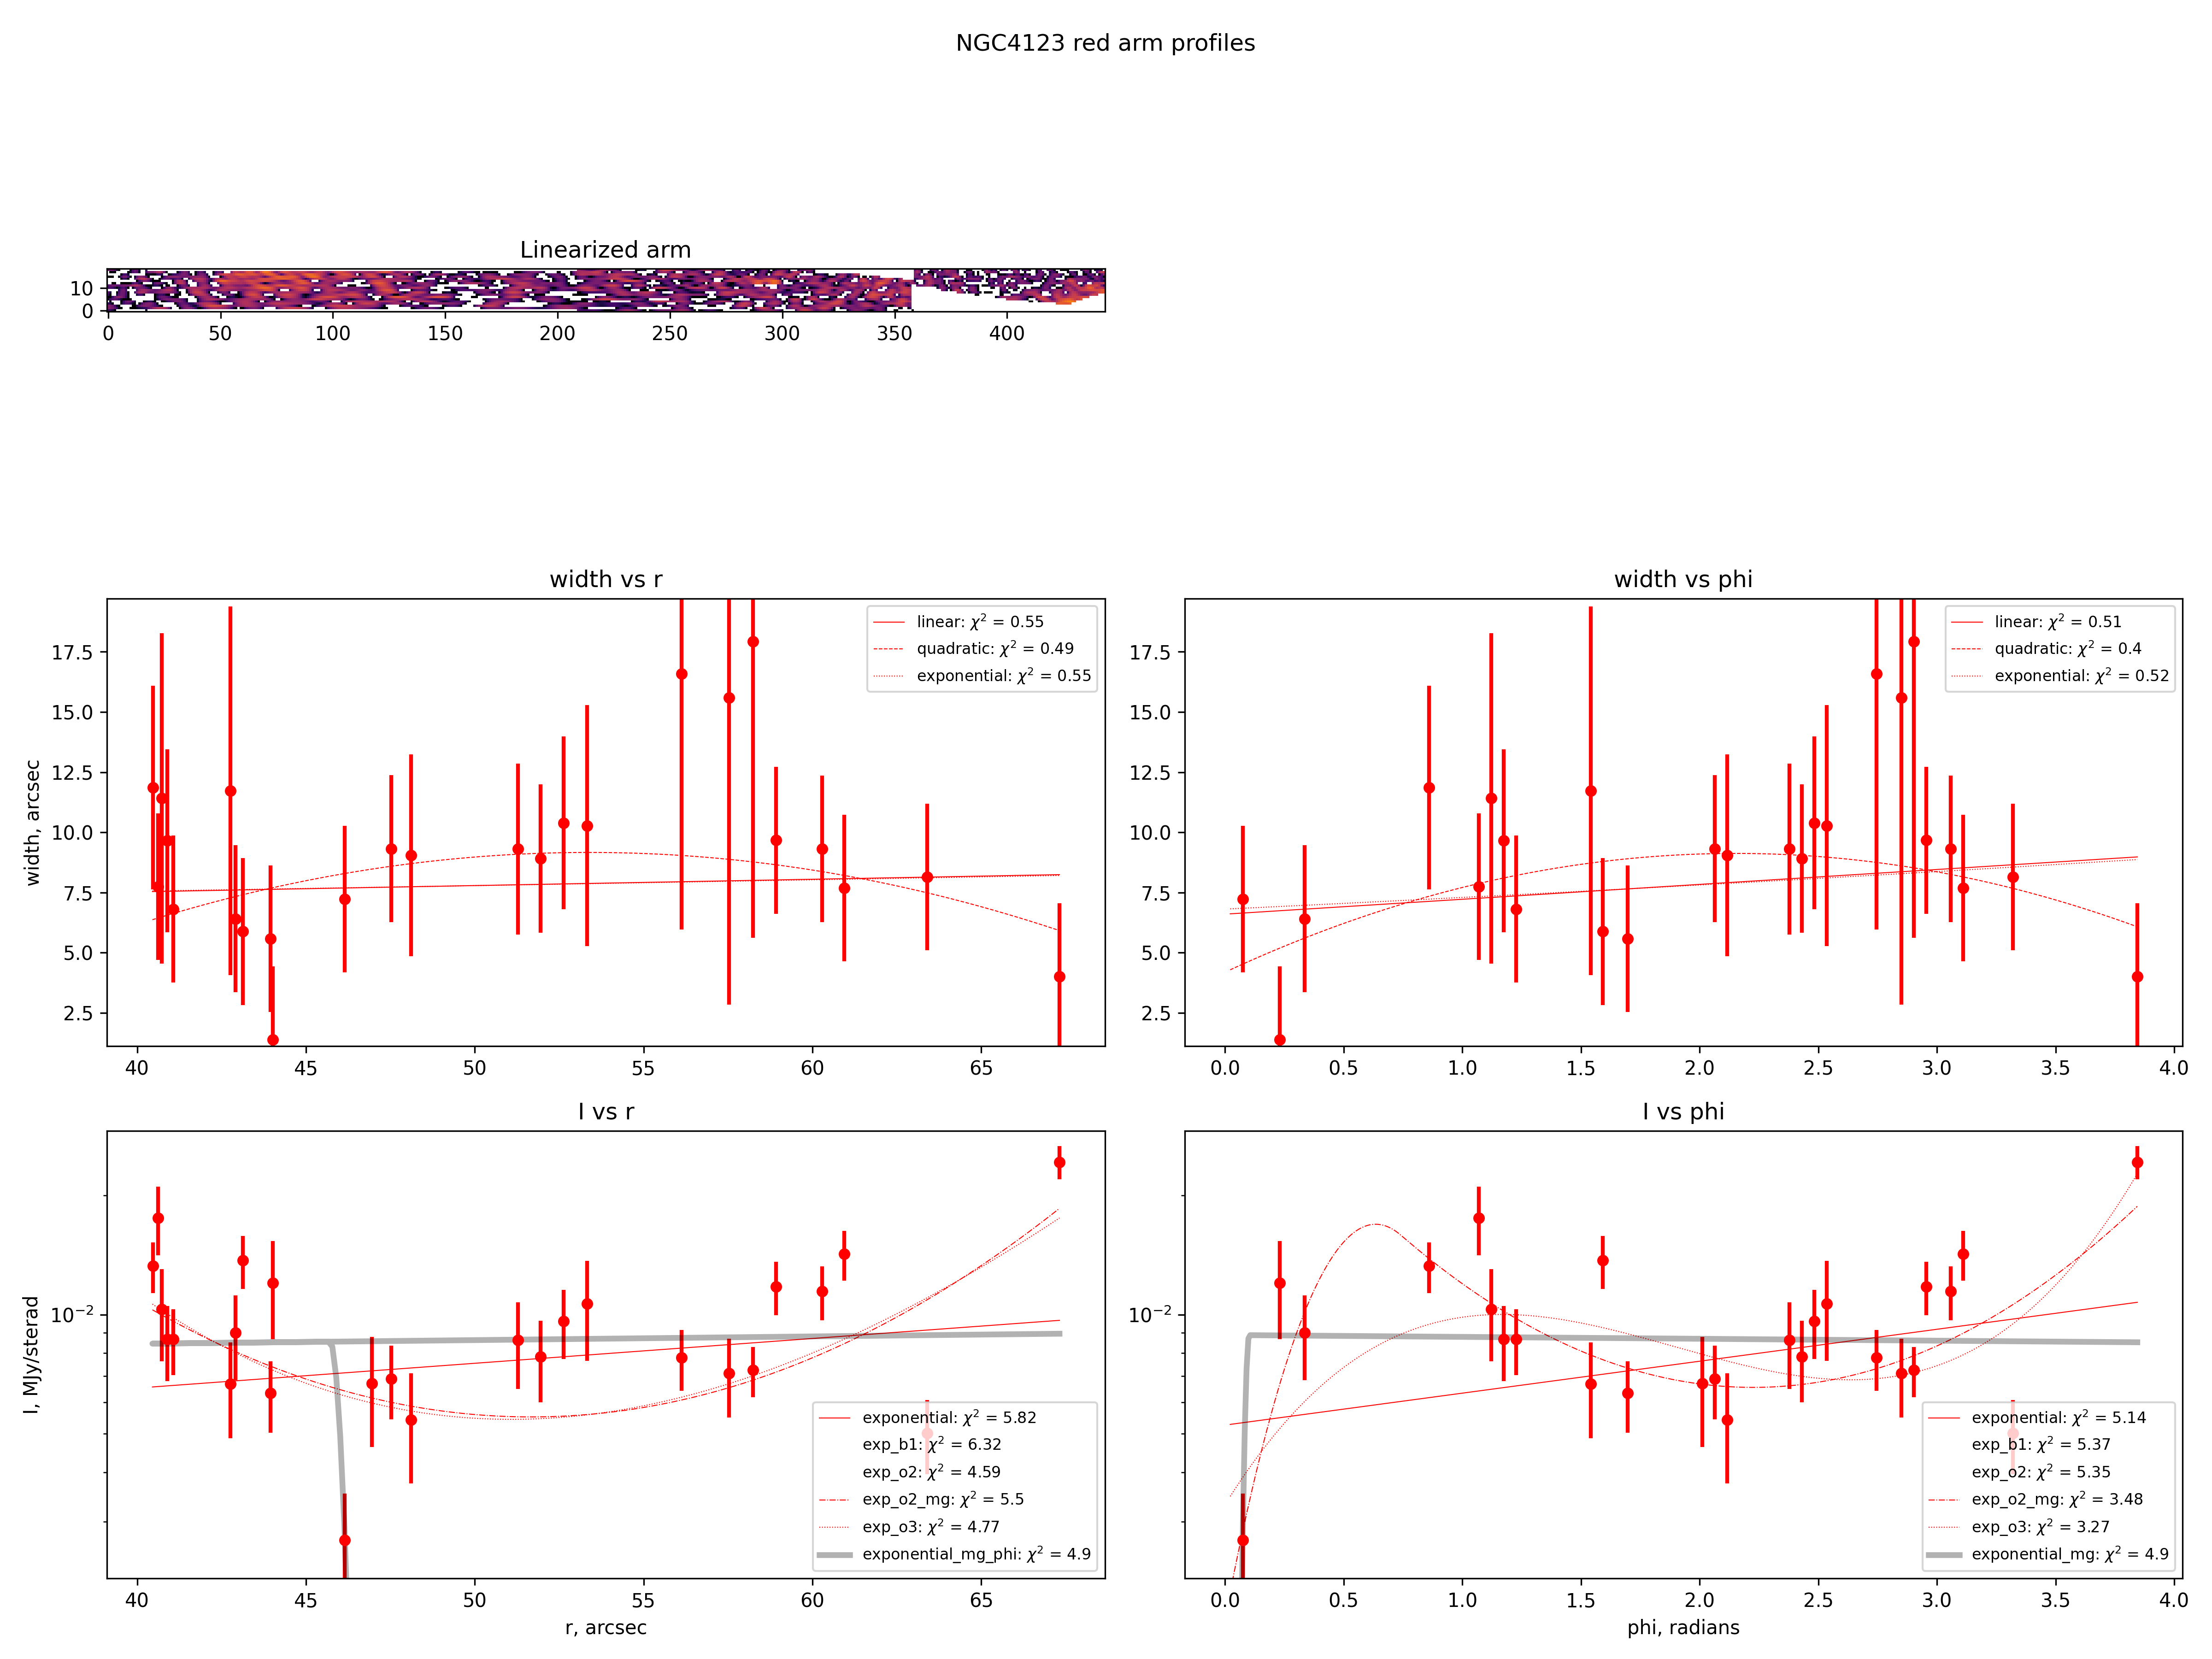 NGC4123 red arm profiles
Linearized arm
10
0
0 50 100 150 200 250 300 350 400
width vs r
width, arcsec
17.5
15.0
12.5
10.0
7.5
5.0
2.5
linear: χ² = 0.55
quadratic: χ² = 0.49
exponential: χ² = 0.55
40 45 50 55 60 65
width vs phi
17.5
15.0
12.5
10.0
7.5
5.0
2.5
linear: χ² = 0.51
quadratic: χ² = 0.4
exponential: χ² = 0.52
0.0 0.5 1.0 1.5 2.0 2.5 3.0 3.5 4.0
I vs r
I, MJy/sterad
10⁻²
exponential: χ² = 5.82
exp_b1: χ² = 6.32
exp_o2: χ² = 4.59
exp_o2_mg: χ² = 5.5
exp_o3: χ² = 4.77
exponential_mg_phi: χ² = 4.9
40 45 50 55 60 65
r, arcsec
I vs phi
10⁻²
exponential: χ² = 5.14
exp_b1: χ² = 5.37
exp_o2: χ² = 5.35
exp_o2_mg: χ² = 3.48
exp_o3: χ² = 3.27
exponential_mg: χ² = 4.9
0.0 0.5 1.0 1.5 2.0 2.5 3.0 3.5 4.0
phi, radians